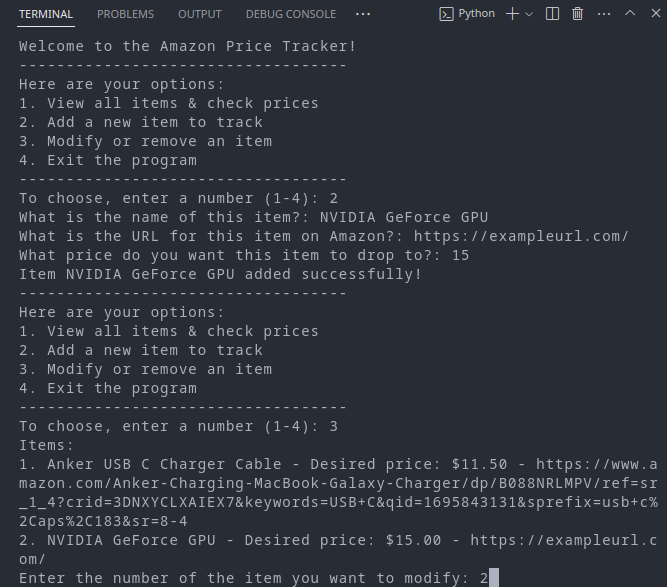 TERMINAL PROBLEMS OUTPUT DEBUG CONSOLE ··· Python
Welcome to the Amazon Price Tracker!
-----------------------------------
Here are your options:
1. View all items & check prices
2. Add a new item to track
3. Modify or remove an item
4. Exit the program
-----------------------------------
To choose, enter a number (1-4): 2
What is the name of this item?: NVIDIA GeForce GPU
What is the URL for this item on Amazon?: https://exampleurl.com/
What price do you want this item to drop to?: 15
Item NVIDIA GeForce GPU added successfully!
-----------------------------------
Here are your options:
1. View all items & check prices
2. Add a new item to track
3. Modify or remove an item
4. Exit the program
-----------------------------------
To choose, enter a number (1-4): 3
Items:
1. Anker USB C Charger Cable - Desired price: $11.50 - https://www.a
mazon.com/Anker-Charging-MacBook-Galaxy-Charger/dp/B088NRLMPV/ref=sr
_1_4?crid=3DNXYCLXAIEX7&keywords=USB+C&qid=1695843131&sprefix=usb+c%
2Caps%2C183&sr=8-4
2. NVIDIA GeForce GPU - Desired price: $15.00 - https://exampleurl.c
om/
Enter the number of the item you want to modify: 2